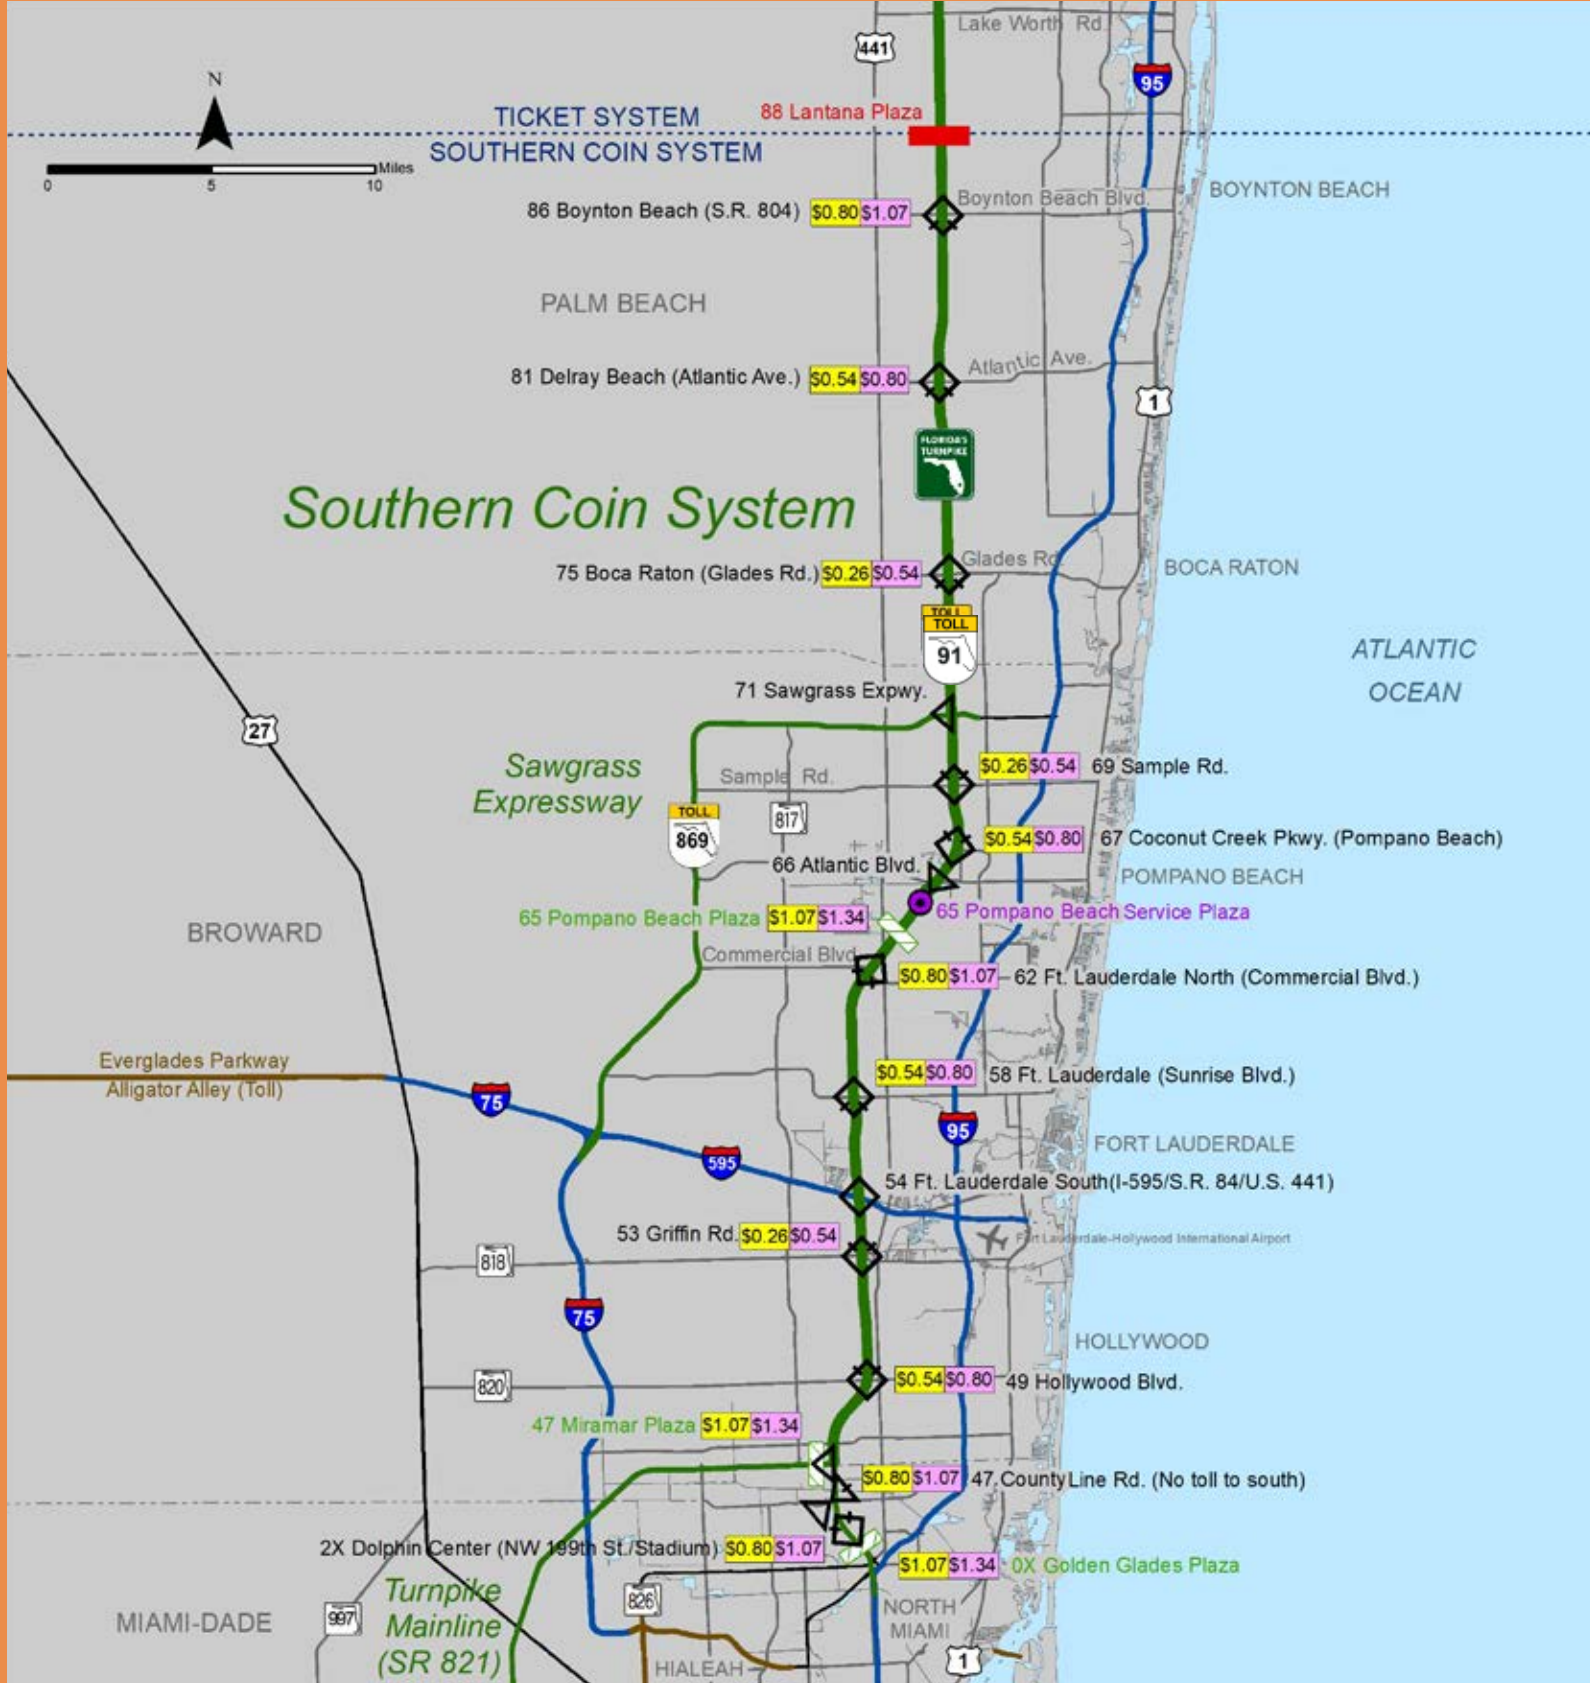 Lake Worth Rd.
441
95
N
TICKET SYSTEM
88 Lantana Plaza
SOUTHERN COIN SYSTEM
Miles
0 5 10
BOYNTON BEACH
Boynton Beach Blvd.
86 Boynton Beach (S.R. 804) $0.80 $1.07
PALM BEACH
Atlantic Ave.
81 Delray Beach (Atlantic Ave.) $0.54 $0.80
1
FLORIDA'S
TURNPIKE
Southern Coin System
Glades Rd.
75 Boca Raton (Glades Rd.) $0.26 $0.54
BOCA RATON
TOLL
TOLL
91
ATLANTIC
OCEAN
71 Sawgrass Expwy.
27
Sawgrass
Expressway
Sample Rd.
$0.26 $0.54 69 Sample Rd.
TOLL
869
817
$0.54 $0.80 67 Coconut Creek Pkwy. (Pompano Beach)
66 Atlantic Blvd.
POMPANO BEACH
65 Pompano Beach Service Plaza
65 Pompano Beach Plaza $1.07 $1.34
BROWARD
Commercial Blvd.
$0.80 $1.07 62 Ft. Lauderdale North (Commercial Blvd.)
Everglades Parkway
Alligator Alley (Toll)
$0.54 $0.80 58 Ft. Lauderdale (Sunrise Blvd.)
75
95
FORT LAUDERDALE
595
54 Ft. Lauderdale South(I-595/S.R. 84/U.S. 441)
53 Griffin Rd. $0.26 $0.54
Fort Lauderdale-Hollywood International Airport
818
75
HOLLYWOOD
820
$0.54 $0.80 49 Hollywood Blvd.
47 Miramar Plaza $1.07 $1.34
$0.80 $1.07 47 County Line Rd. (No toll to south)
2X Dolphin Center (NW 199th St./Stadium) $0.80 $1.07
$1.07 $1.34 0X Golden Glades Plaza
Turnpike
Mainline
(SR 821)
826
997
MIAMI-DADE
NORTH
MIAMI
HIALEAH
1